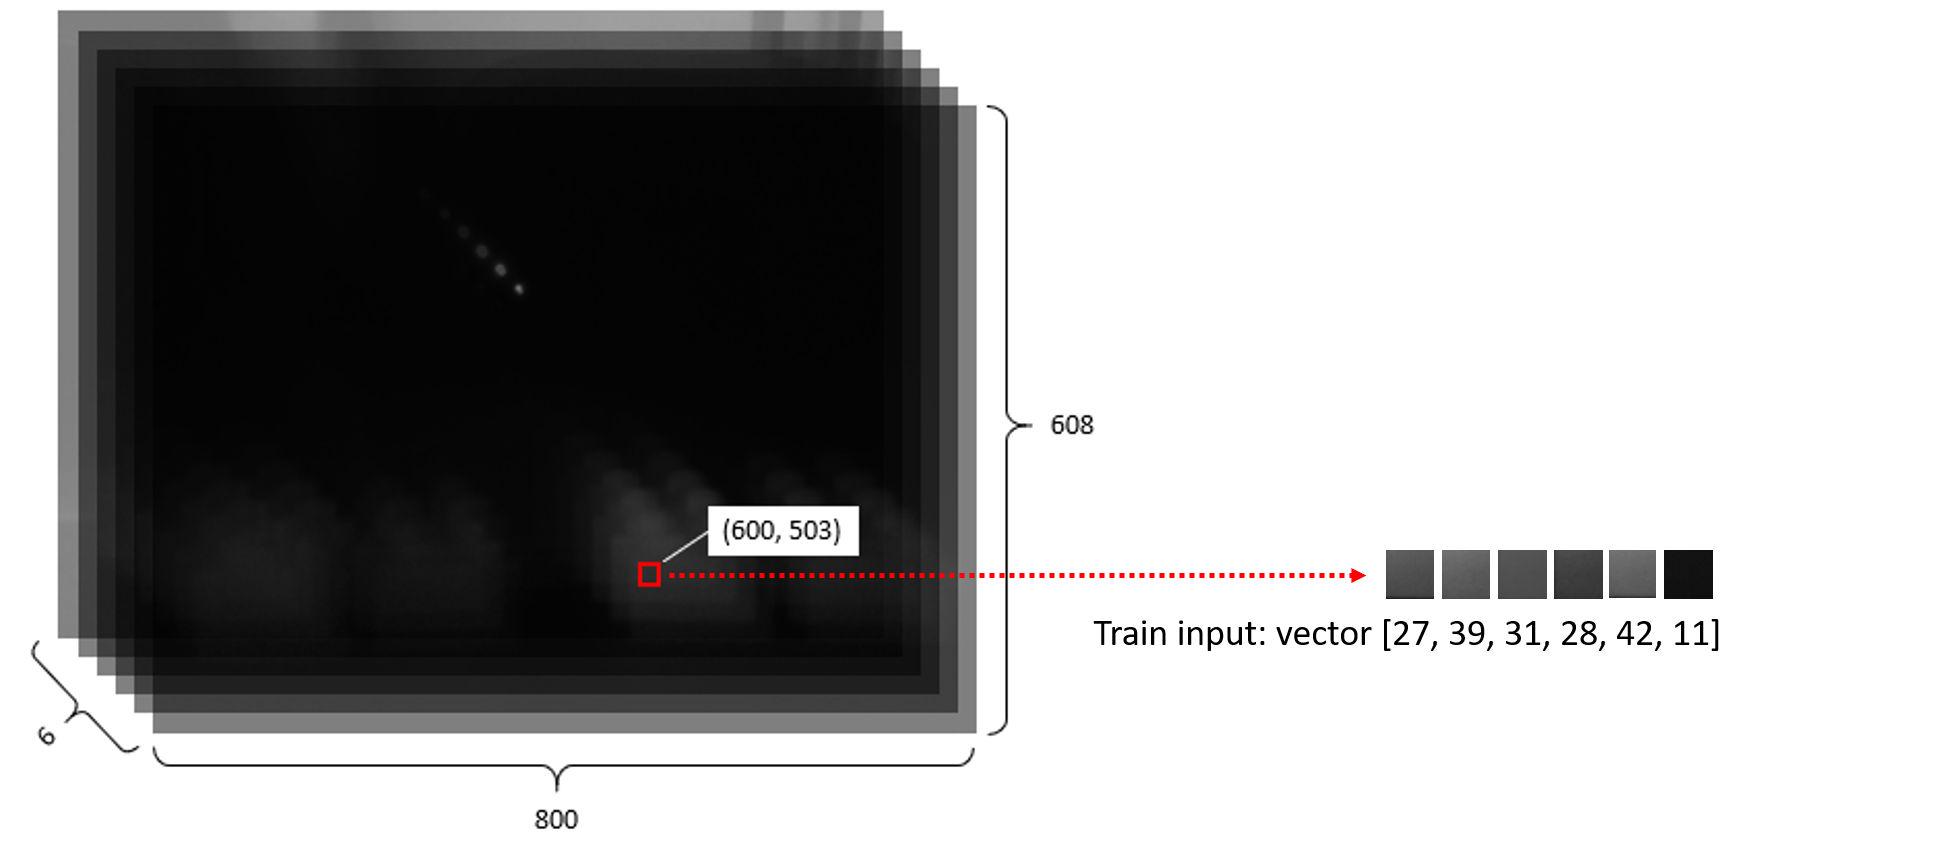 608
(600, 503)
Train input: vector [27, 39, 31, 28, 42, 11]
6
800